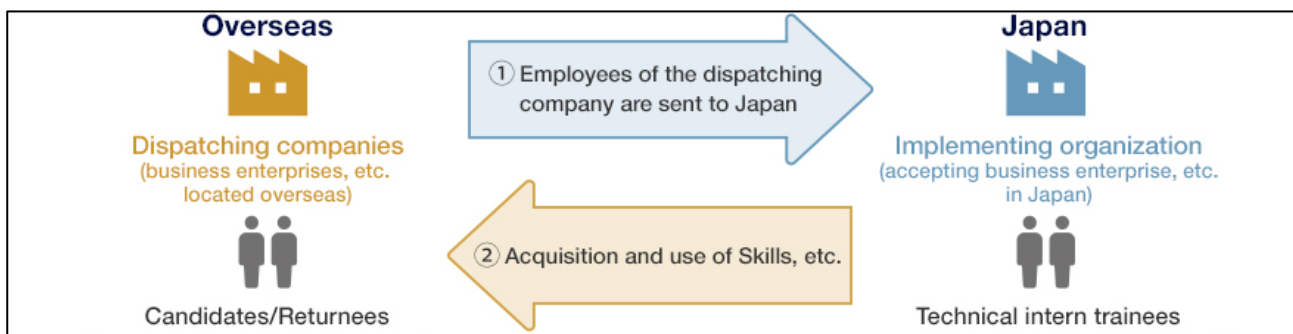 Overseas
Dispatching companies
(business enterprises, etc.
located overseas)
Candidates/Returnees
① Employees of the dispatching
company are sent to Japan
② Acquisition and use of Skills, etc.
Japan
Implementing organization
(accepting business enterprise, etc.
in Japan)
Technical intern trainees